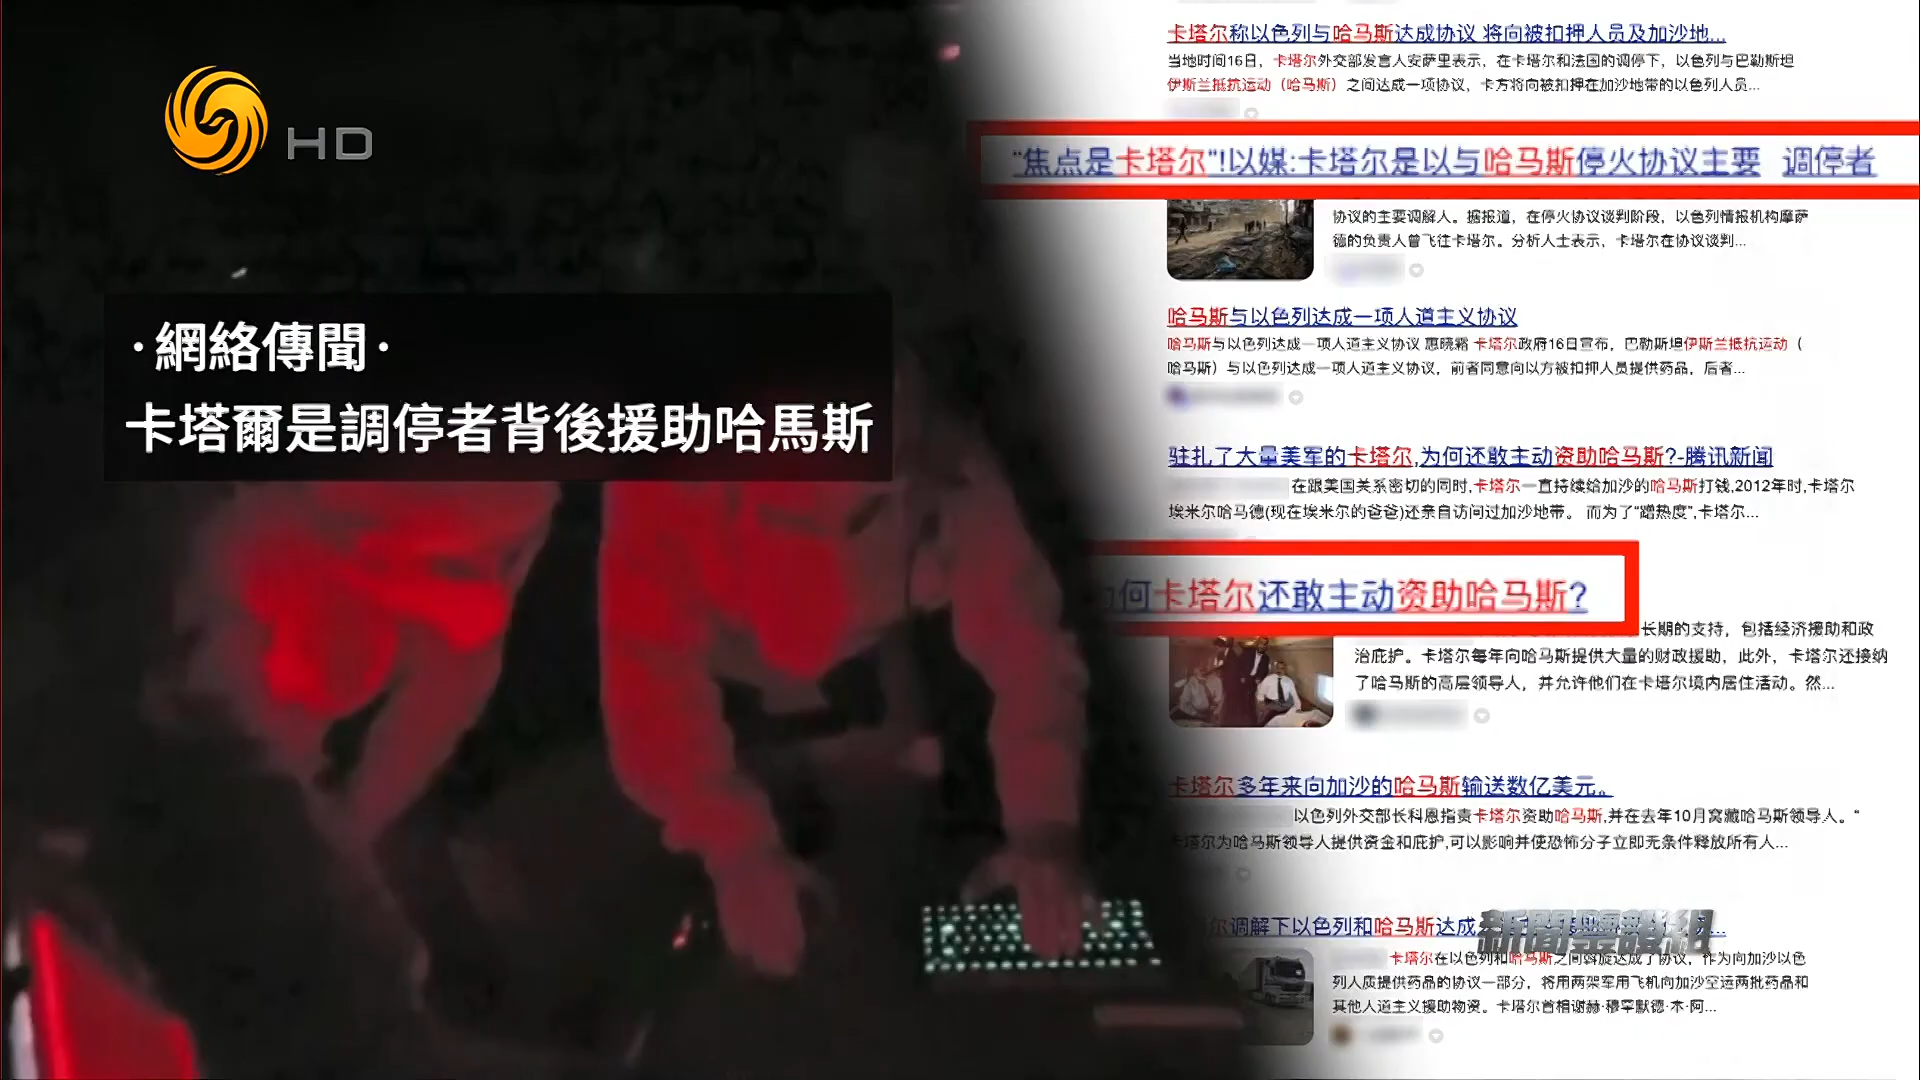 HD
·網絡傳聞·
卡塔爾是調停者背後援助哈馬斯
卡塔尔称以色列与哈马斯达成协议 将向被扣押人员及加沙地...
当地时间16日，卡塔尔外交部发言人安萨里表示，在卡塔尔和法国的调停下，以色列与巴勒斯坦
伊斯兰抵抗运动（哈马斯）之间达成一项协议，卡方将向被扣押在加沙地带的以色列人员...
“焦点是卡塔尔”!以媒:卡塔尔是以与哈马斯停火协议主要 调停者
协议的主要调解人。据报道，在停火协议谈判阶段，以色列情报机构摩萨
德的负责人曾飞往卡塔尔。分析人士表示，卡塔尔在协议谈判...
哈马斯与以色列达成一项人道主义协议
哈马斯与以色列达成一项人道主义协议 惠晓霜 卡塔尔政府16日宣布，巴勒斯坦伊斯兰抵抗运动（
哈马斯）与以色列达成一项人道主义协议，前者同意向以方被扣押人员提供药品，后者...
驻扎了大量美军的卡塔尔,为何还敢主动资助哈马斯?-腾讯新闻
在跟美国关系密切的同时,卡塔尔一直持续给加沙的哈马斯打钱,2012年时,卡塔尔
埃米尔哈马德(现在埃米尔的爸爸)还亲自访问过加沙地带。 而为了“蹭热度”,卡塔尔...
何卡塔尔还敢主动资助哈马斯?
长期的支持，包括经济援助和政
治庇护。卡塔尔每年向哈马斯提供大量的财政援助，此外，卡塔尔还接纳
了哈马斯的高层领导人，并允许他们在卡塔尔境内居住活动。然...
卡塔尔多年来向加沙的哈马斯输送数亿美元。
以色列外交部长科恩指责卡塔尔资助哈马斯,并在去年10月窝藏哈马斯领导人。“
卡塔尔为哈马斯领导人提供资金和庇护,可以影响并使恐怖分子立即无条件释放所有人...
尔调解下以色列和哈马斯达成
新聞鑒證組
卡塔尔在以色列和哈马斯之间斡旋达成了协议，作为向加沙以色
列人质提供药品的协议一部分，将用两架军用飞机向加沙空运两批药品和
其他人道主义援助物资。卡塔尔首相谢赫·穆罕默德·本·阿...